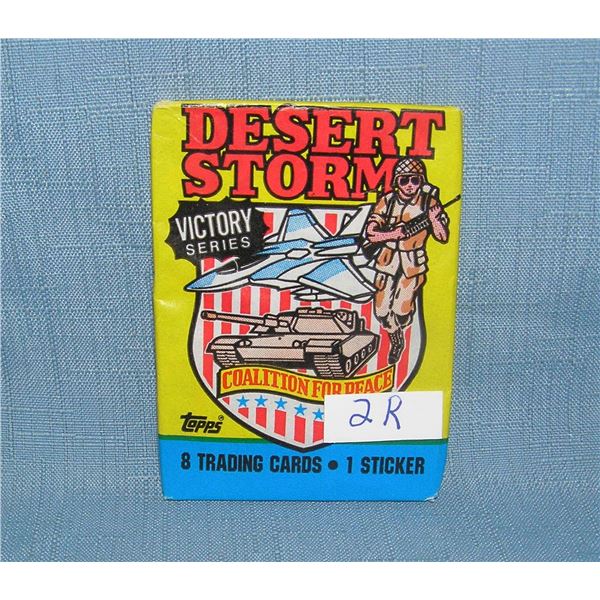 DESERT
STORM
VICTORY
SERIES
COALITION FOR PEACE
topps®
2R
8 TRADING CARDS • 1 STICKER